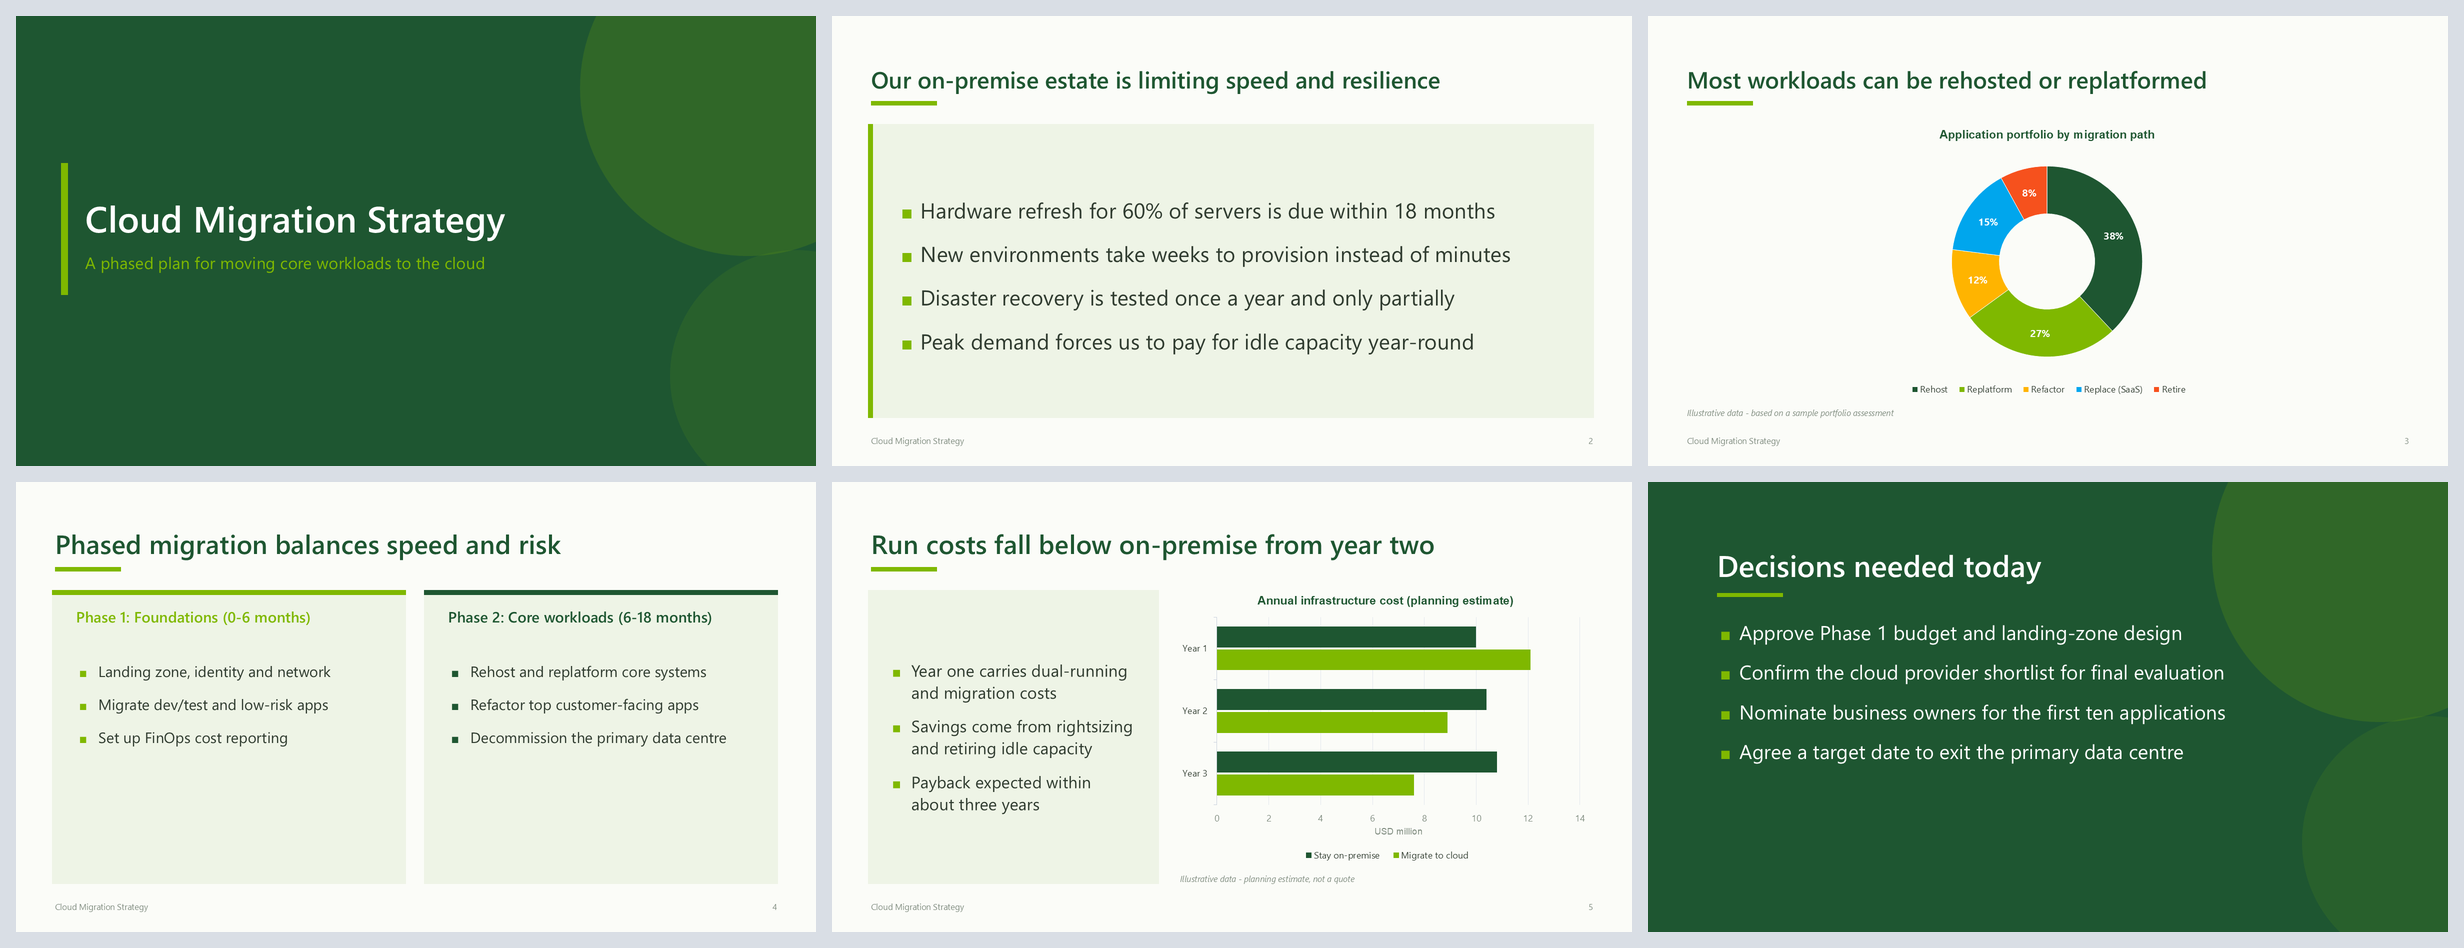 Cloud Migration Strategy
A phased plan for moving core workloads to the cloud
Our on-premise estate is limiting speed and resilience
Hardware refresh for 60% of servers is due within 18 months
New environments take weeks to provision instead of minutes
Disaster recovery is tested once a year and only partially
Peak demand forces us to pay for idle capacity year-round
Cloud Migration Strategy
2
Most workloads can be rehosted or replatformed
Application portfolio by migration path
8%
15%
38%
12%
27%
Rehost Replatform Refactor Replace (SaaS) Retire
Illustrative data - based on a sample portfolio assessment
Cloud Migration Strategy
3
Phased migration balances speed and risk
Phase 1: Foundations (0-6 months)
Landing zone, identity and network
Migrate dev/test and low-risk apps
Set up FinOps cost reporting
Phase 2: Core workloads (6-18 months)
Rehost and replatform core systems
Refactor top customer-facing apps
Decommission the primary data centre
Cloud Migration Strategy
4
Run costs fall below on-premise from year two
Year one carries dual-running
and migration costs
Savings come from rightsizing
and retiring idle capacity
Payback expected within
about three years
Annual infrastructure cost (planning estimate)
Year 1
Year 2
Year 3
0 2 4 6 8 10 12 14
USD million
Stay on-premise Migrate to cloud
Illustrative data - planning estimate, not a quote
Cloud Migration Strategy
5
Decisions needed today
Approve Phase 1 budget and landing-zone design
Confirm the cloud provider shortlist for final evaluation
Nominate business owners for the first ten applications
Agree a target date to exit the primary data centre